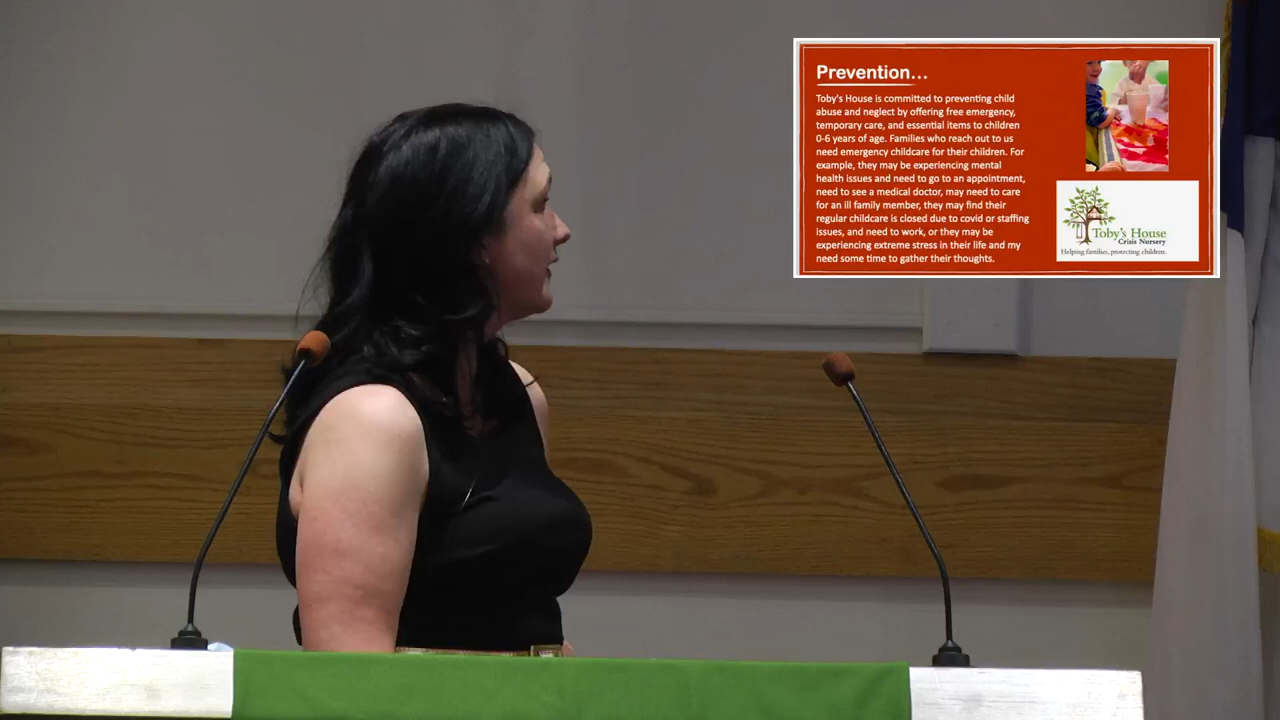 Prevention...
Toby's House is committed to preventing child
abuse and neglect by offering free emergency,
temporary care, and essential items to children
0-6 years of age. Families who reach out to us
need emergency childcare for their children. For
example, they may be experiencing mental
health issues and need to go to an appointment,
need to see a medical doctor, may need to care
for an ill family member, they may find their
regular childcare is closed due to covid or staffing
issues, and need to work, or they may be
experiencing extreme stress in their life and my
need some time to gather their thoughts.
Toby's House
Crisis Nursery
Helping families, protecting children.